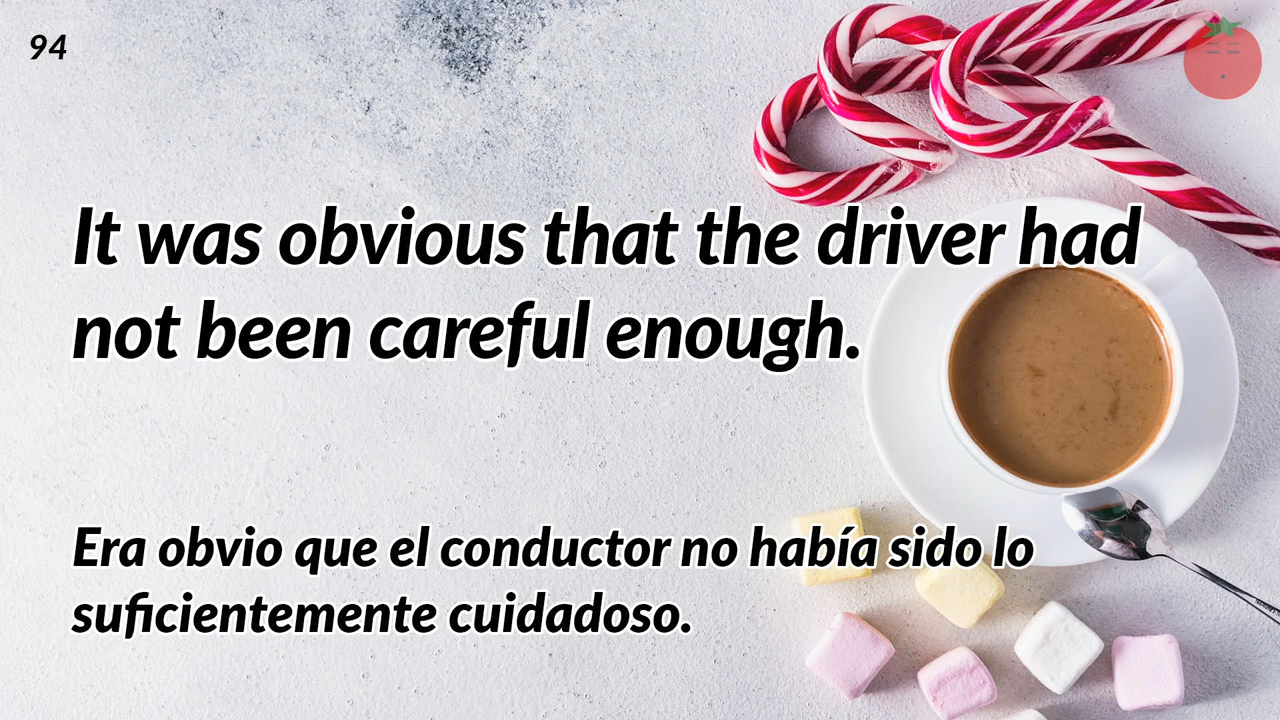 94
It was obvious that the driver had
not been careful enough.
Era obvio que el conductor no había sido lo
suficientemente cuidadoso.